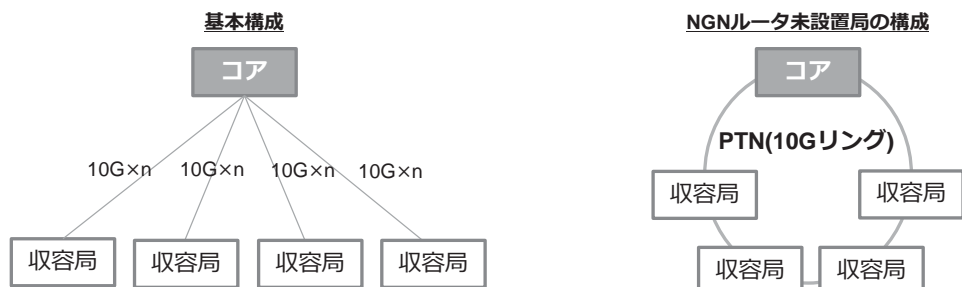 基本構成
コア
10G×n 10G×n 10G×n 10G×n
収容局 収容局 収容局 収容局
NGNルータ未設置局の構成
コア
PTN(10Gリング)
収容局 収容局
収容局 収容局